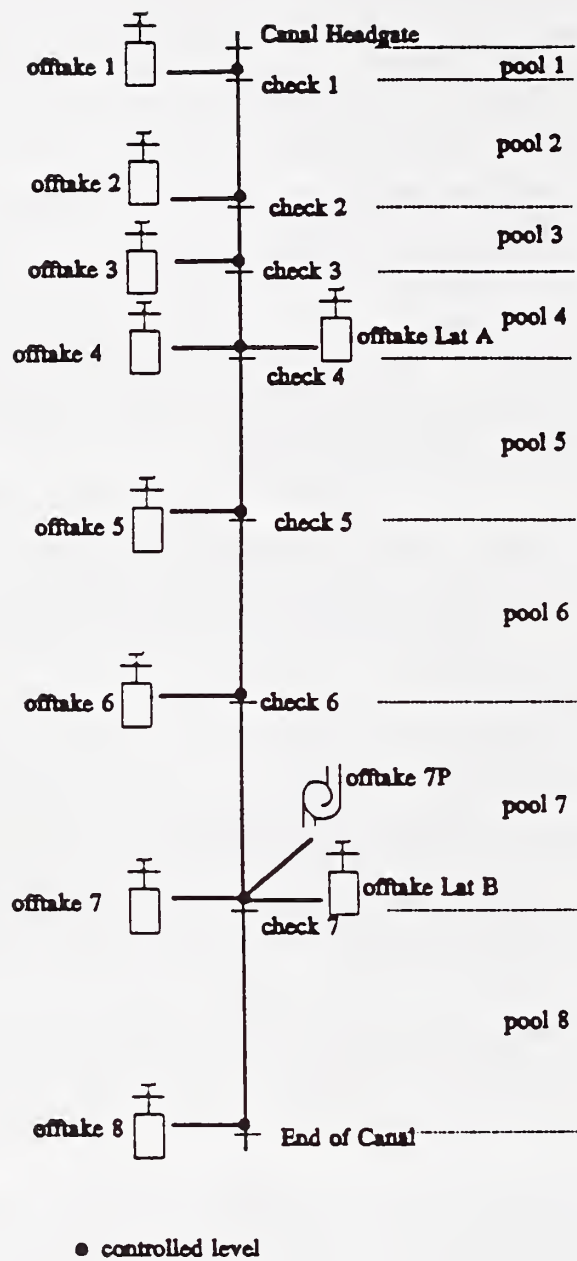 Canal Headgate
offtake 1
pool 1
check 1
pool 2
offtake 2
check 2
pool 3
offtake 3
check 3
pool 4
offtake Lat A
offtake 4
check 4
pool 5
offtake 5
check 5
pool 6
offtake 6
check 6
offtake 7P
pool 7
offtake Lat B
offtake 7
check 7
pool 8
offtake 8
End of Canal
● controlled level